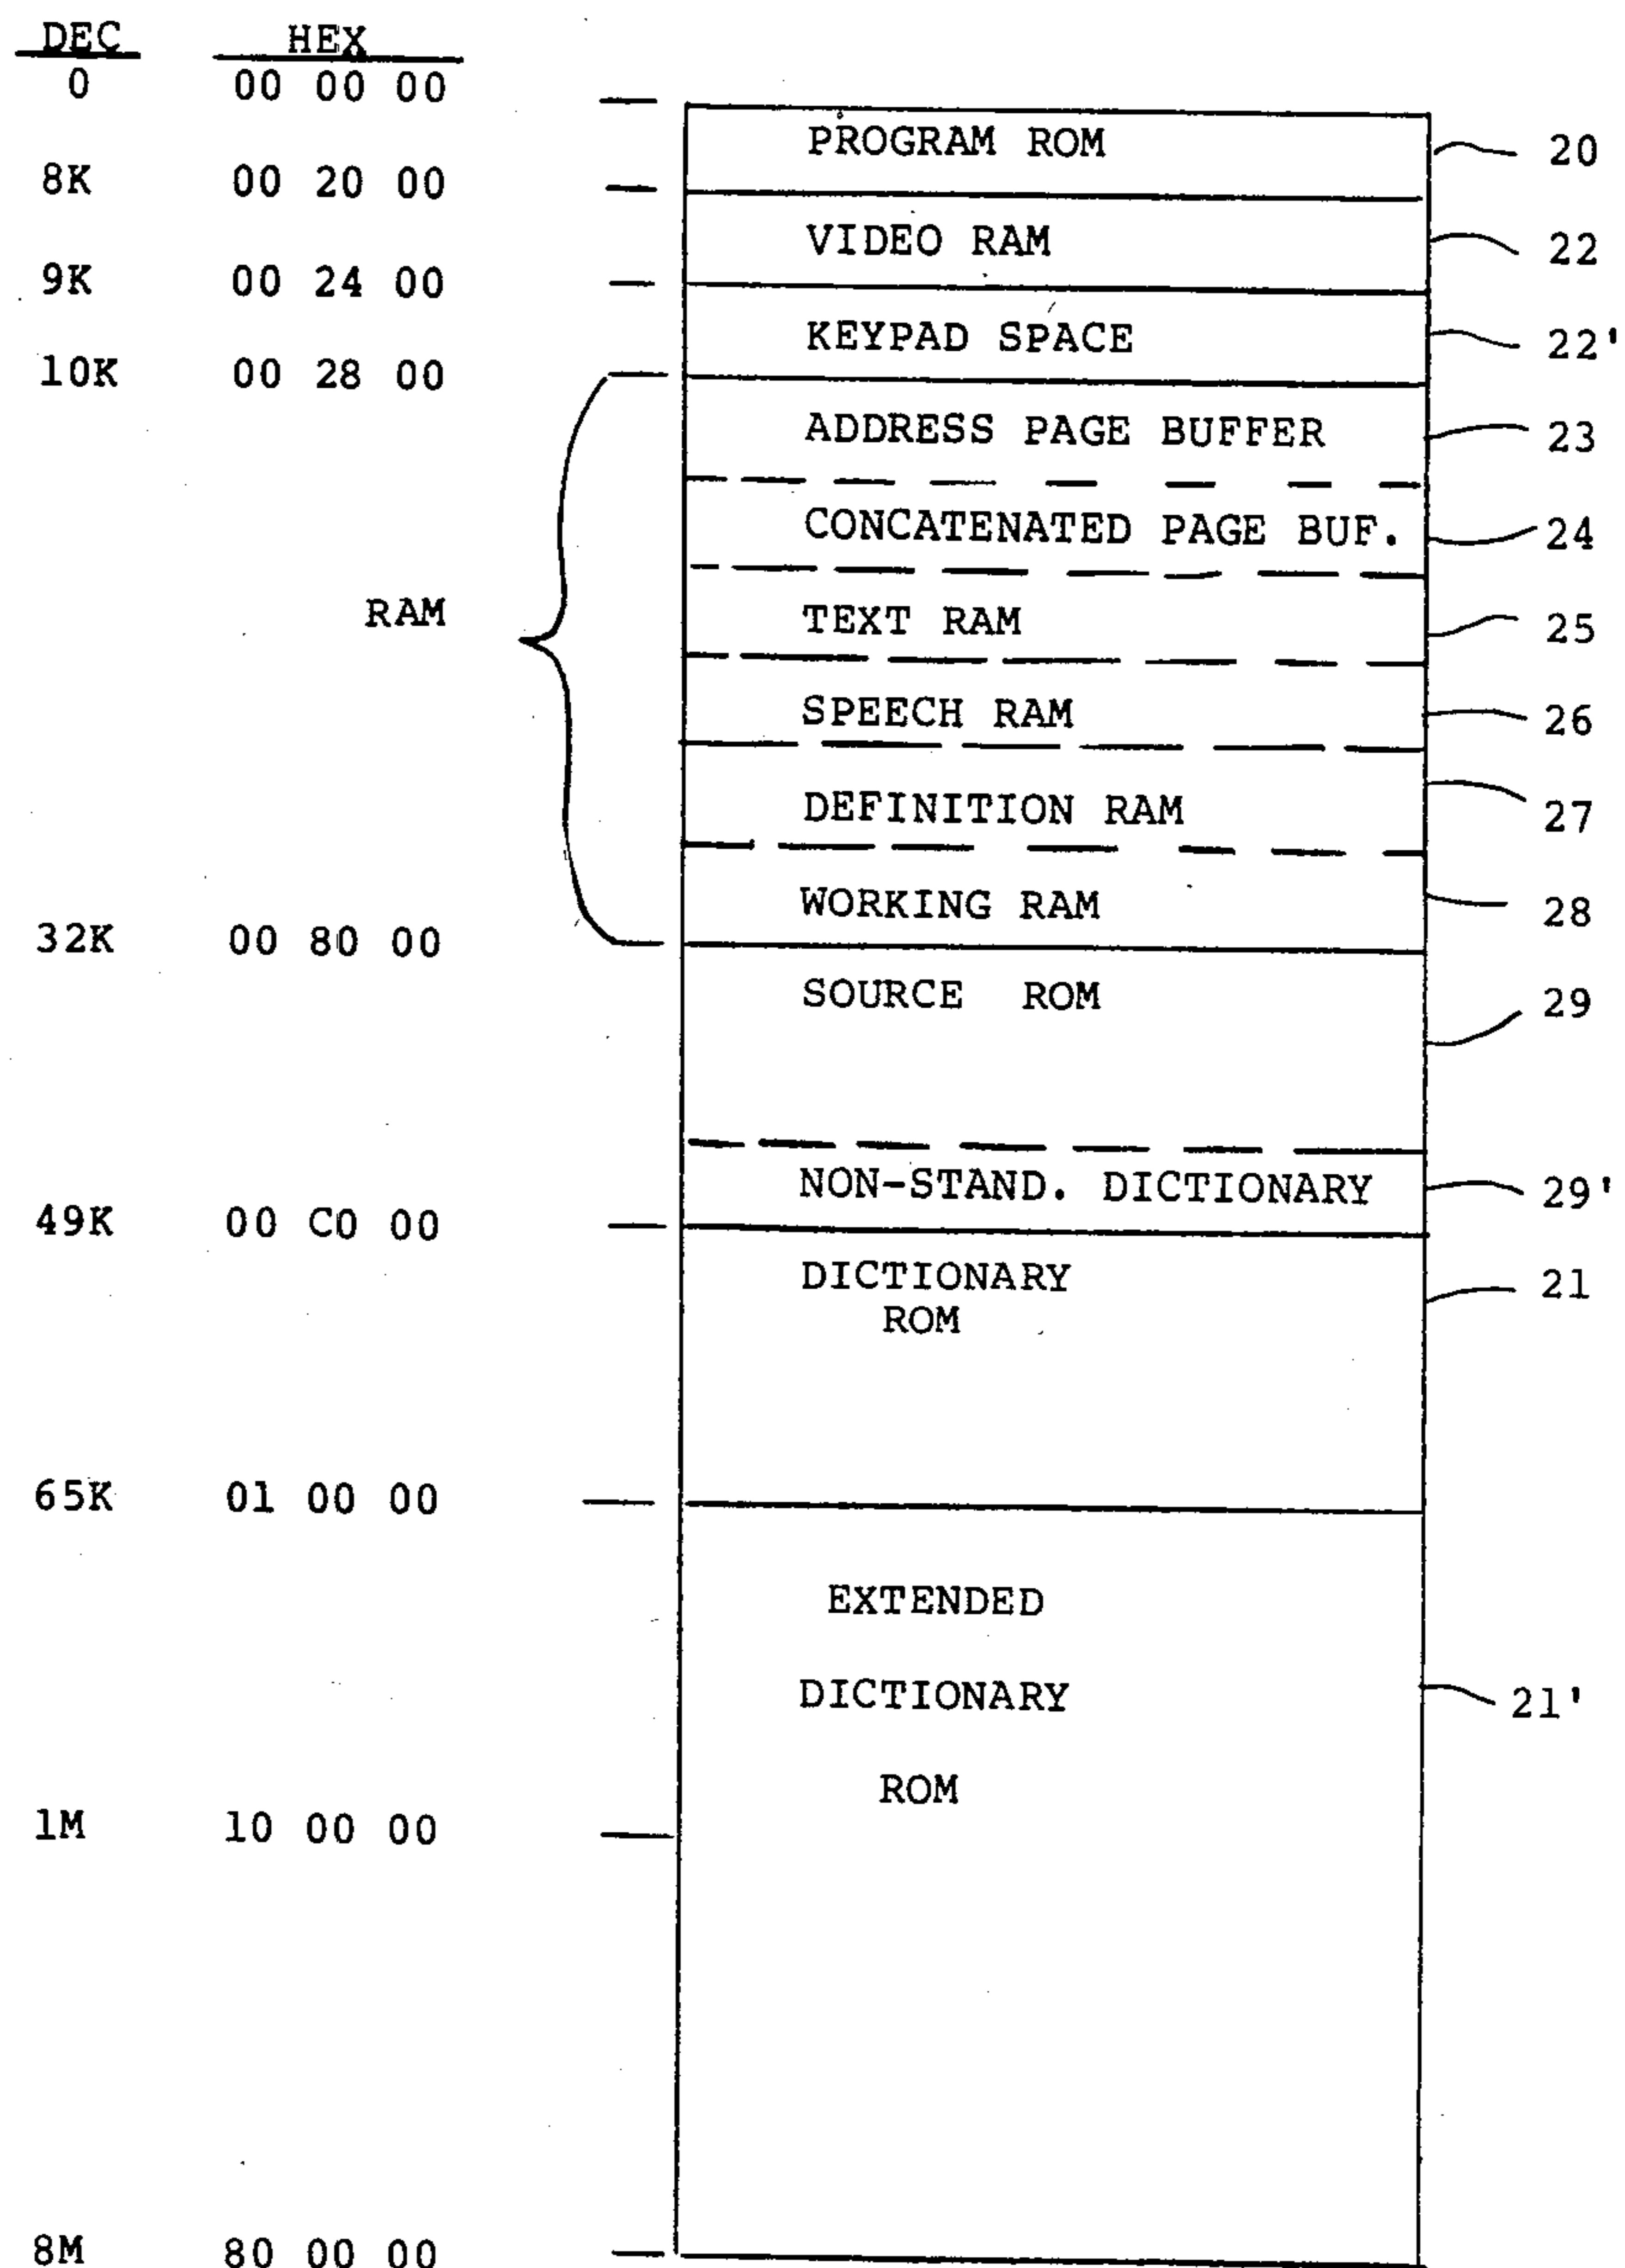 DEC HEX
0 00 00 00
PROGRAM ROM 20
8K 00 20 00
VIDEO RAM 22
9K 00 24 00
KEYPAD SPACE 22'
10K 00 28 00
ADDRESS PAGE BUFFER 23
CONCATENATED PAGE BUF. 24
RAM TEXT RAM 25
SPEECH RAM 26
DEFINITION RAM 27
WORKING RAM 28
32K 00 80 00
SOURCE ROM 29
NON-STAND. DICTIONARY 29'
49K 00 C0 00
DICTIONARY 21
ROM
65K 01 00 00
EXTENDED
DICTIONARY 21'
ROM
1M 10 00 00
8M 80 00 00